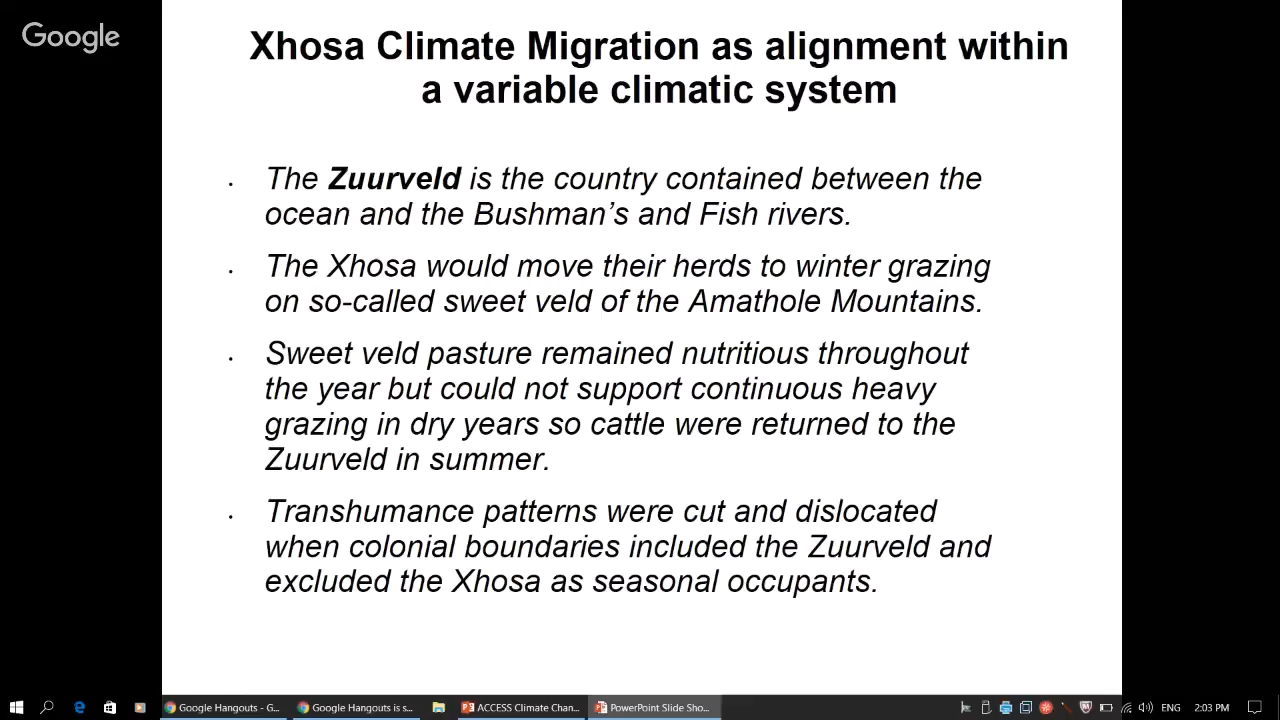 Google
Xhosa Climate Migration as alignment within
a variable climatic system
· The Zuurveld is the country contained between the
ocean and the Bushman's and Fish rivers.
· The Xhosa would move their herds to winter grazing
on so-called sweet veld of the Amathole Mountains.
· Sweet veld pasture remained nutritious throughout
the year but could not support continuous heavy
grazing in dry years so cattle were returned to the
Zuurveld in summer.
· Transhumance patterns were cut and dislocated
when colonial boundaries included the Zuurveld and
excluded the Xhosa as seasonal occupants.
Google Hangouts - G... Google Hangouts is s... ACCESS Climate Chan... PowerPoint Slide Sho... ENG 2:03 PM